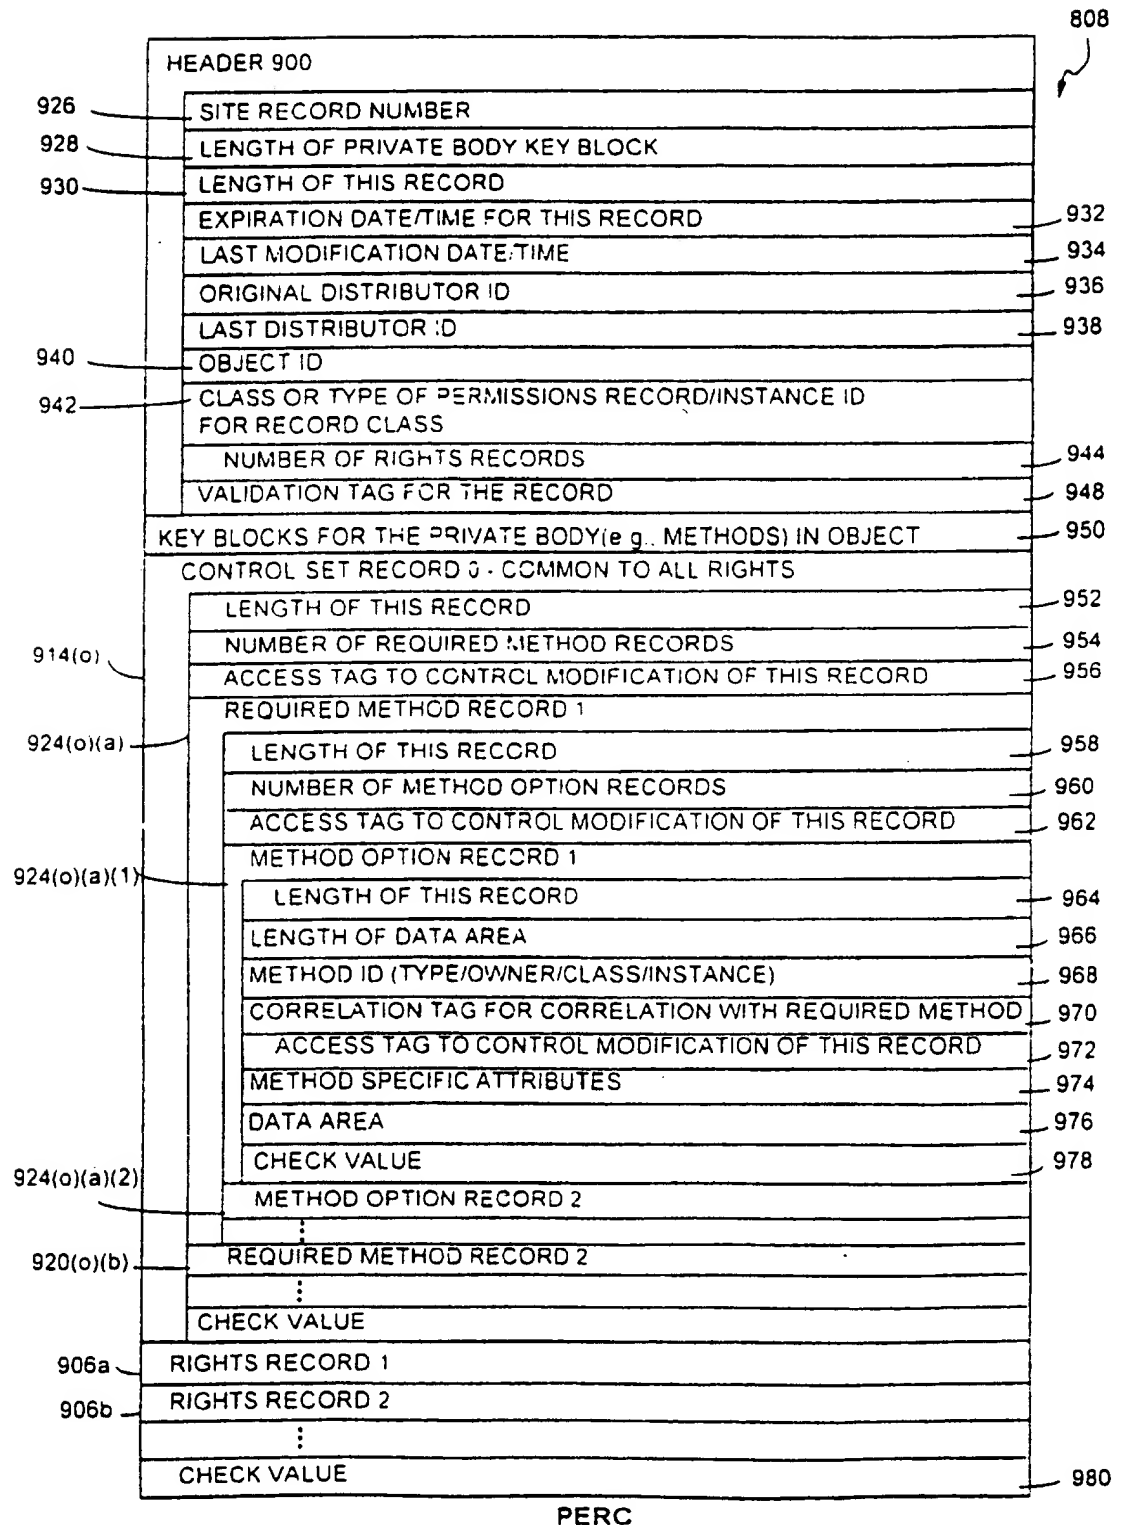 808
HEADER 900
926 SITE RECORD NUMBER
928 LENGTH OF PRIVATE BODY KEY BLOCK
930 LENGTH OF THIS RECORD
EXPIRATION DATE/TIME FOR THIS RECORD 932
LAST MODIFICATION DATE/TIME 934
ORIGINAL DISTRIBUTOR ID 936
LAST DISTRIBUTOR ID 938
940 OBJECT ID
942 CLASS OR TYPE OF PERMISSIONS RECORD/INSTANCE ID
FOR RECORD CLASS
NUMBER OF RIGHTS RECORDS 944
VALIDATION TAG FOR THE RECORD 948
KEY BLOCKS FOR THE PRIVATE BODY(e g., METHODS) IN OBJECT 950
CONTROL SET RECORD 0 - COMMON TO ALL RIGHTS
LENGTH OF THIS RECORD 952
NUMBER OF REQUIRED METHOD RECORDS 954
914(o)
ACCESS TAG TO CONTROL MODIFICATION OF THIS RECORD 956
REQUIRED METHOD RECORD 1
924(o)(a)
LENGTH OF THIS RECORD 958
NUMBER OF METHOD OPTION RECORDS 960
ACCESS TAG TO CONTROL MODIFICATION OF THIS RECORD 962
METHOD OPTION RECORD 1
924(o)(a)(1)
LENGTH OF THIS RECORD 964
LENGTH OF DATA AREA 966
METHOD ID (TYPE/OWNER/CLASS/INSTANCE) 968
CORRELATION TAG FOR CORRELATION WITH REQUIRED METHOD 970
ACCESS TAG TO CONTROL MODIFICATION OF THIS RECORD 972
METHOD SPECIFIC ATTRIBUTES 974
DATA AREA 976
CHECK VALUE 978
924(o)(a)(2)
METHOD OPTION RECORD 2
920(o)(b) REQUIRED METHOD RECORD 2
CHECK VALUE
906a RIGHTS RECORD 1
906b RIGHTS RECORD 2
CHECK VALUE 980
PERC